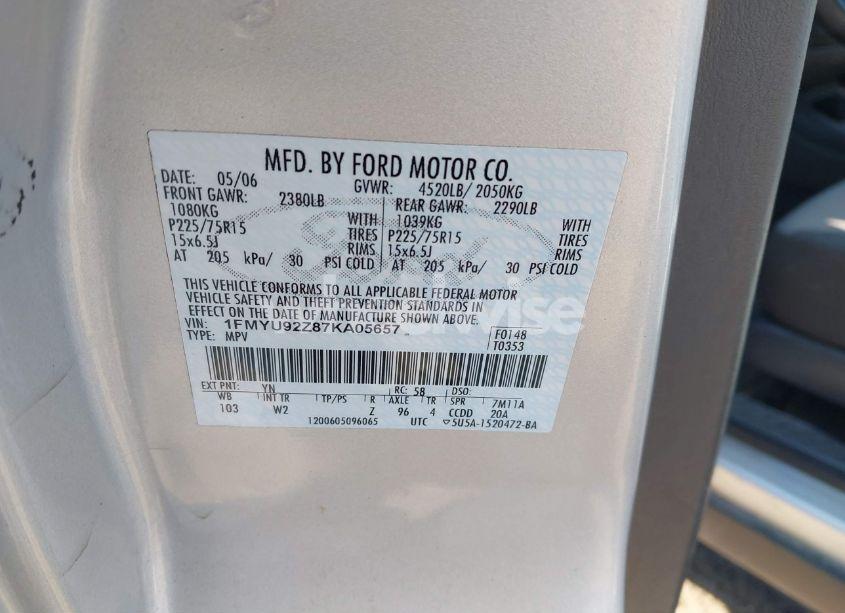 MFD. BY FORD MOTOR CO.
DATE: 05/06 GVWR: 4520LB/ 2050KG
FRONT GAWR: 2380LB REAR GAWR: 2290LB
1080KG WITH 1039KG WITH
P225/75R15 TIRES P225/75R15 TIRES
15x6.5J RIMS 15x6.5J RIMS
AT 205 kPa/ 30 PSI COLD AT 205 kPa/ 30 PSI COLD
THIS VEHICLE CONFORMS TO ALL APPLICABLE FEDERAL MOTOR
VEHICLE SAFETY AND THEFT PREVENTION STANDARDS IN
EFFECT ON THE DATE OF MANUFACTURE SHOWN ABOVE.
VIN: 1FMYU92Z87KA05657
TYPE: MPV
F0148
T0353
EXT PNT: YN RC: 58 DSO:
WB INT TR TP/PS R AXLE TR SPR 7M11A
103 W2 Z 96 4 CCDD 20A
1200605096065 UTC ▽5U5A-1520472-BA